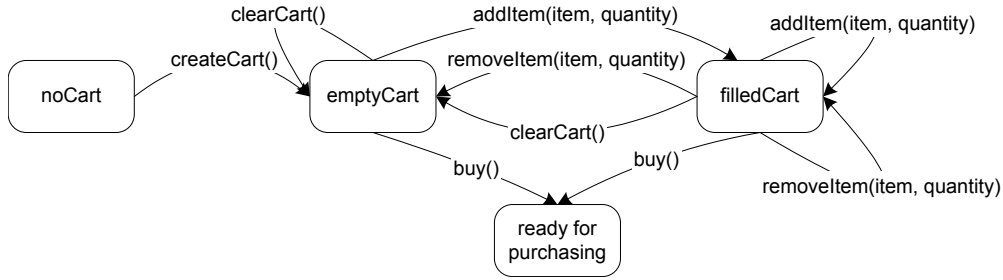 clearCart()
addItem(item, quantity)
addItem(item, quantity)
createCart()
removeItem(item, quantity)
noCart
emptyCart
filledCart
clearCart()
buy()
buy()
removeItem(item, quantity)
ready for
purchasing